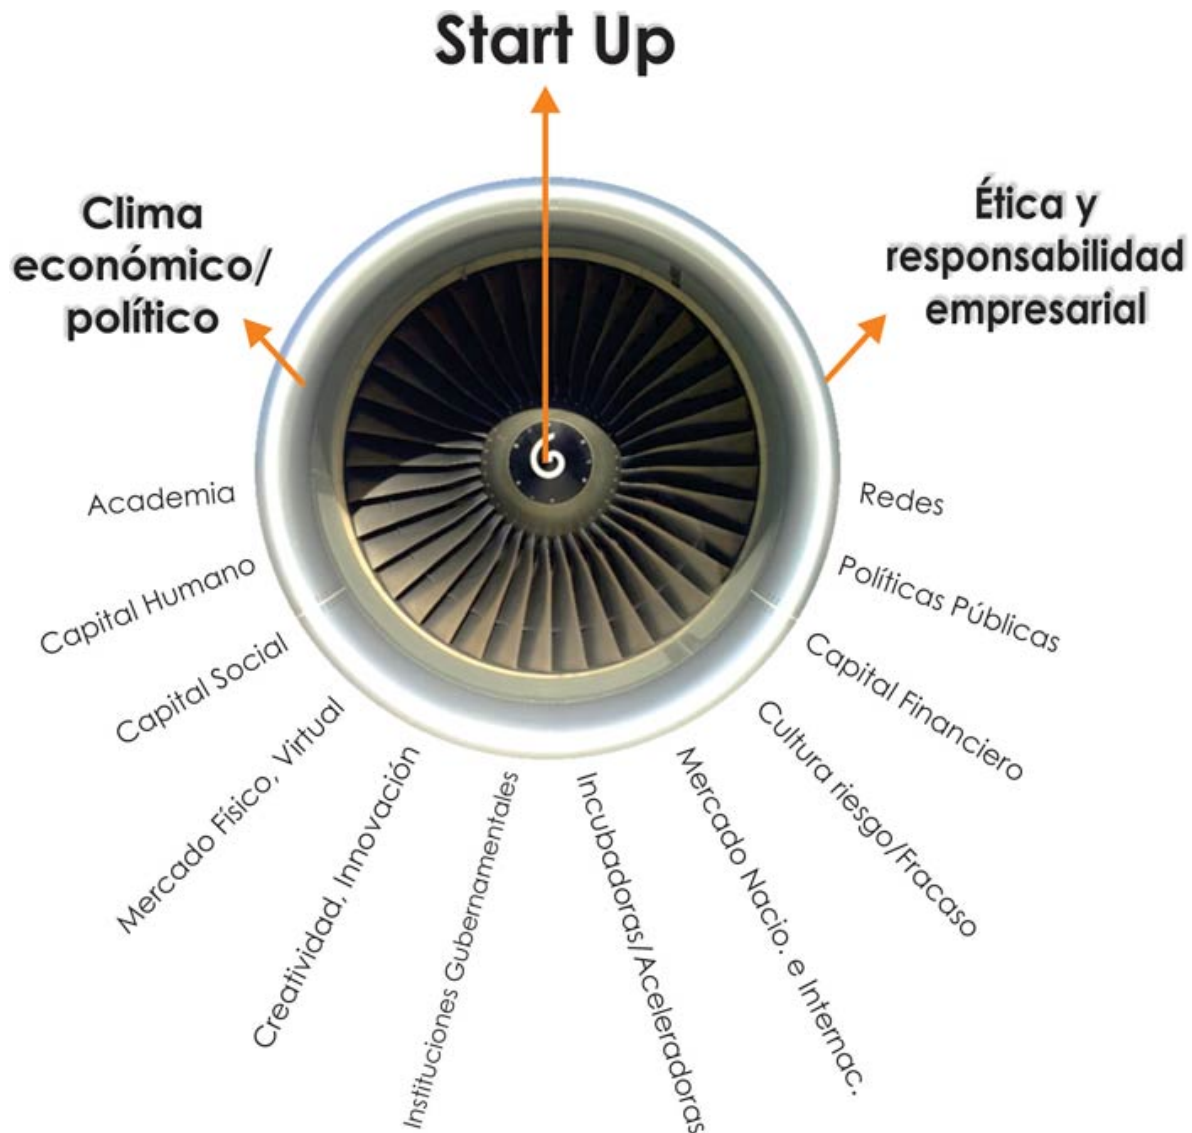 Start Up
Clima
económico/
político
Ética y
responsabilidad
empresarial
Academia
Capital Humano
Capital Social
Mercado Físico, Virtual
Creatividad, Innovación
Instituciones Gubernamentales
Incubadoras/Aceleradoras
Mercado Nacio. e Internac.
Cultura riesgo/Fracaso
Capital Financiero
Políticas Públicas
Redes